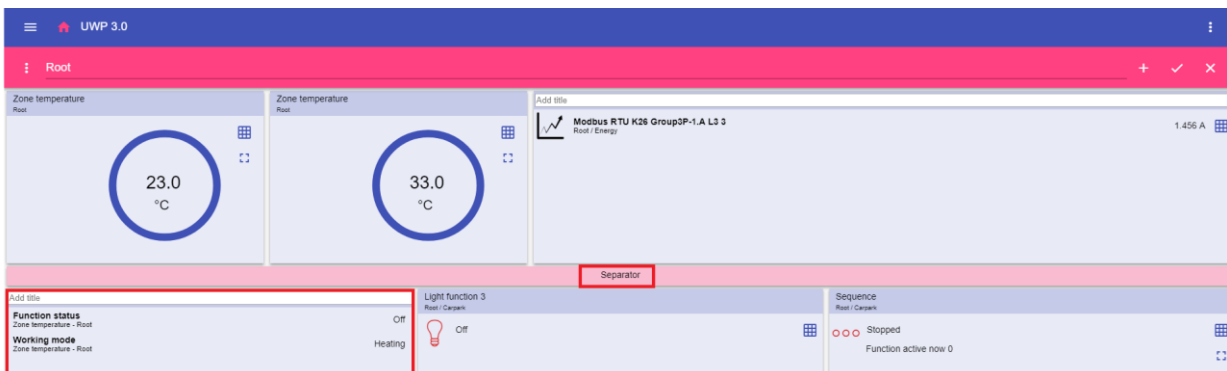 UWP 3.0
Root
Zone temperature
Root
23.0
°C
Zone temperature
Root
33.0
°C
Add title
Modbus RTU K26 Group3P-1.A L3 3
Root / Energy
1.456 A
Separator
Add title
Function status
Zone temperature - Root
Off
Working mode
Zone temperature - Root
Heating
Light function 3
Root / Carpark
Off
Sequence
Root / Carpark
Stopped
Function active now 0